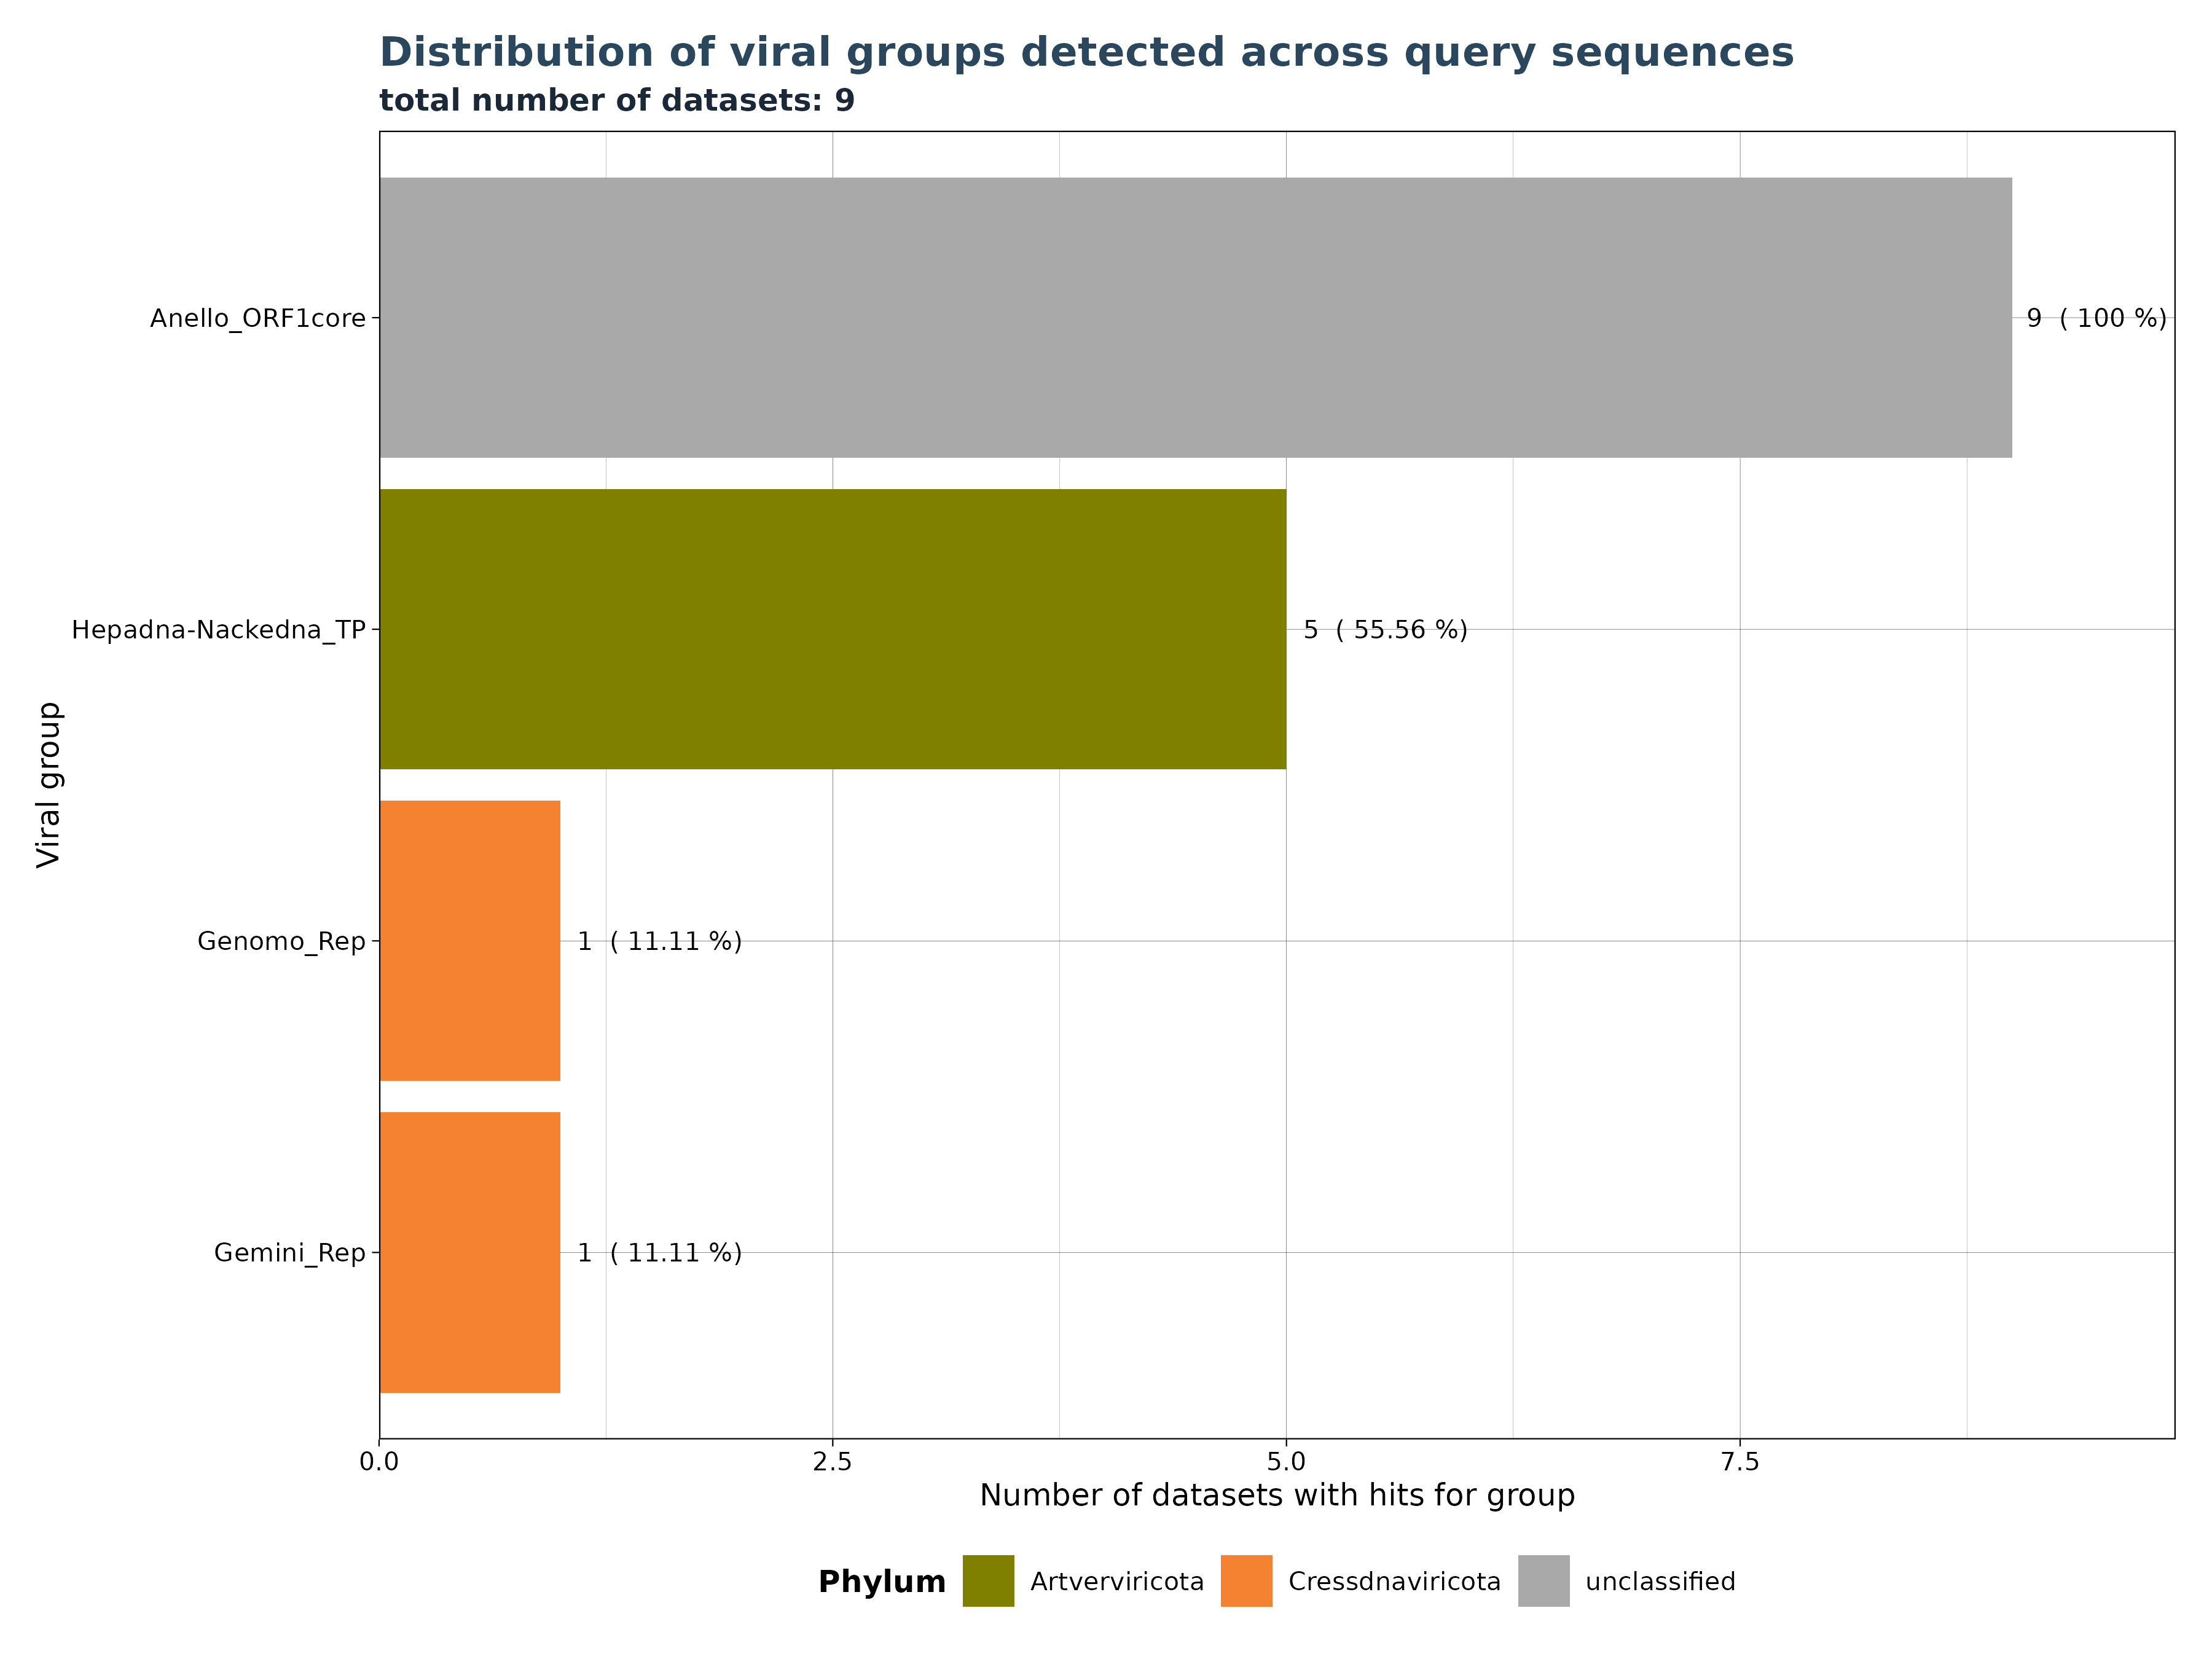 Distribution of viral groups detected across query sequences
total number of datasets: 9
Viral group
Anello_ORF1core
9 ( 100 %)
Hepadna-Nackedna_TP
5 ( 55.56 %)
Genomo_Rep
1 ( 11.11 %)
Gemini_Rep
1 ( 11.11 %)
0.0 2.5 5.0 7.5
Number of datasets with hits for group
Phylum Artverviricota Cressdnaviricota unclassified